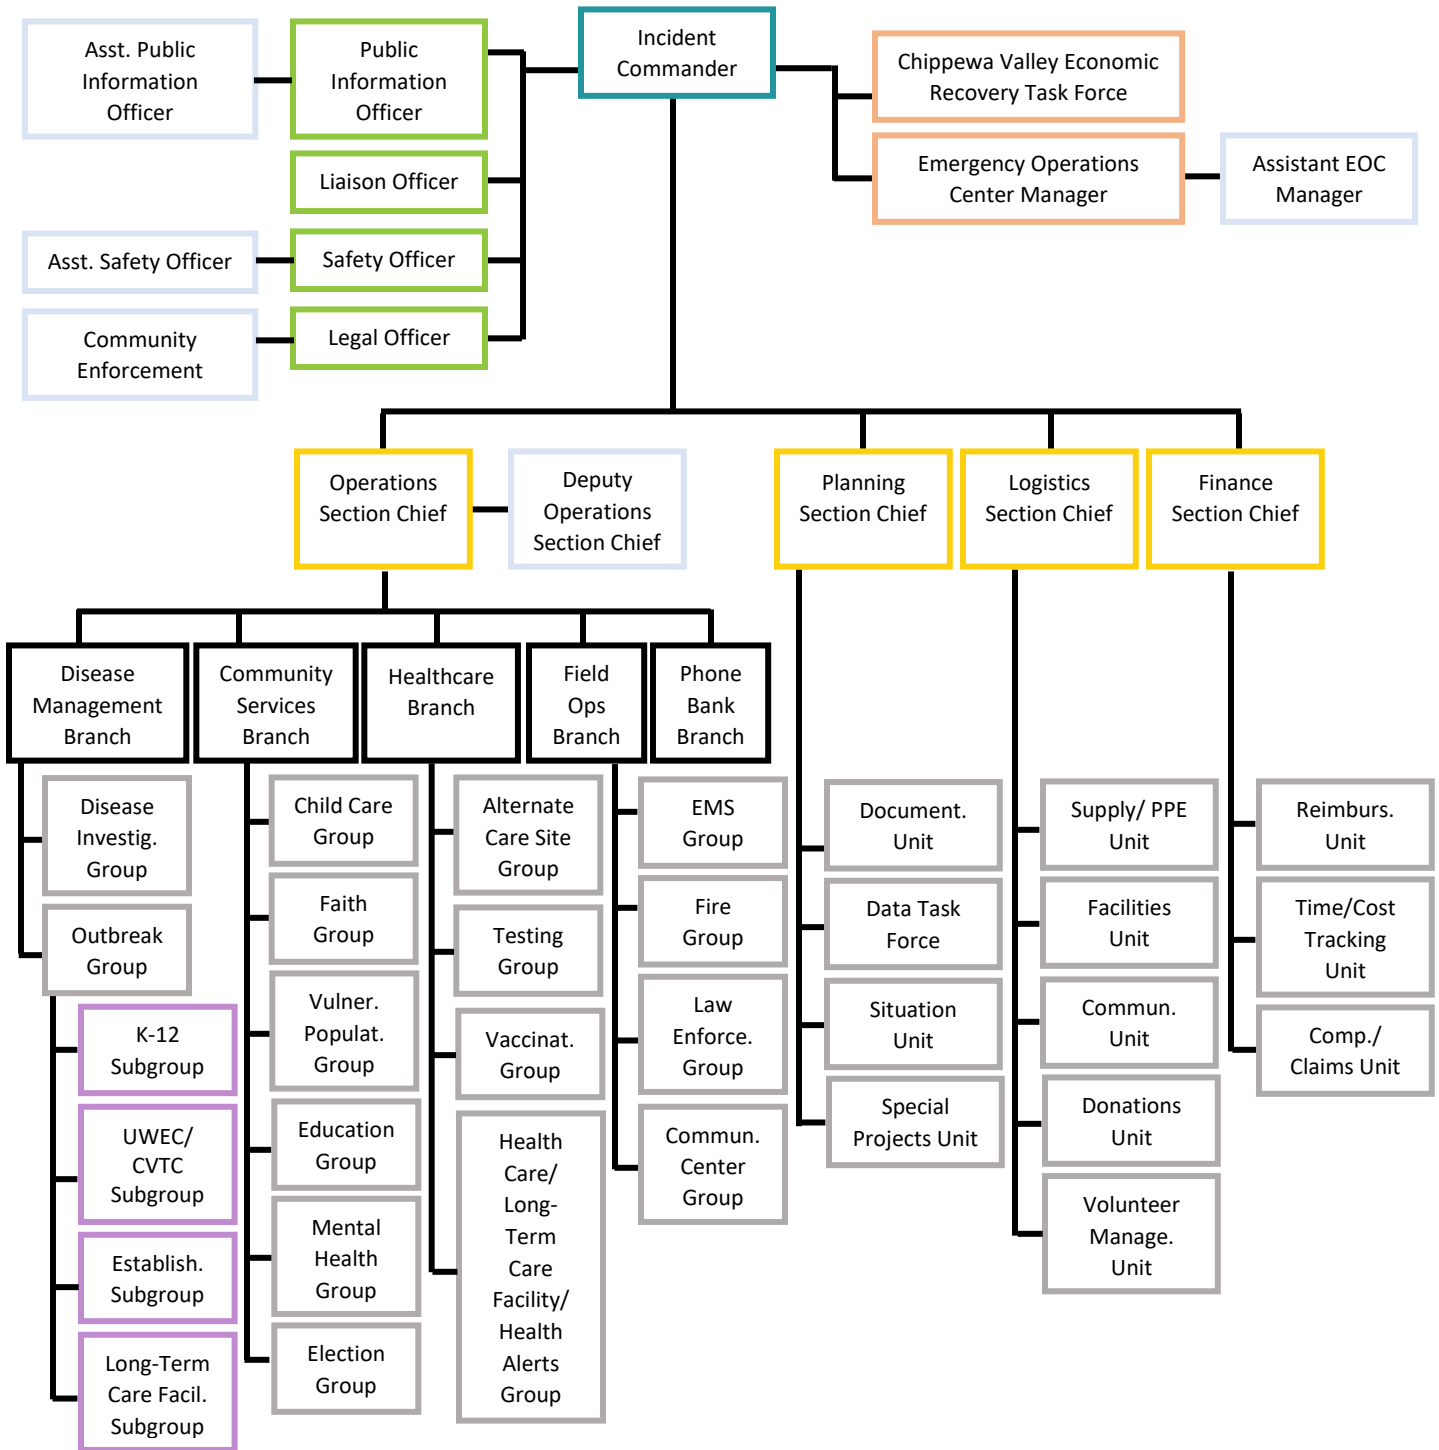 Incident
Commander
Asst. Public
Information
Officer
Public
Information
Officer
Liaison Officer
Asst. Safety Officer
Safety Officer
Community
Enforcement
Legal Officer
Chippewa Valley Economic
Recovery Task Force
Emergency Operations
Center Manager
Assistant EOC
Manager
Operations
Section Chief
Deputy
Operations
Section Chief
Planning
Section Chief
Logistics
Section Chief
Finance
Section Chief
Disease
Management
Branch
Community
Services
Branch
Healthcare
Branch
Field
Ops
Branch
Phone
Bank
Branch
Disease
Investig.
Group
Outbreak
Group
K-12
Subgroup
UWEC/
CVTC
Subgroup
Establish.
Subgroup
Long-Term
Care Facil.
Subgroup
Child Care
Group
Faith
Group
Vulner.
Populat.
Group
Education
Group
Mental
Health
Group
Election
Group
Alternate
Care Site
Group
Testing
Group
Vaccinat.
Group
Health
Care/
Long-
Term
Care
Facility/
Health
Alerts
Group
EMS
Group
Fire
Group
Law
Enforce.
Group
Commun.
Center
Group
Document.
Unit
Data Task
Force
Situation
Unit
Special
Projects Unit
Supply/ PPE
Unit
Facilities
Unit
Commun.
Unit
Donations
Unit
Volunteer
Manage.
Unit
Reimburs.
Unit
Time/Cost
Tracking
Unit
Comp./
Claims Unit